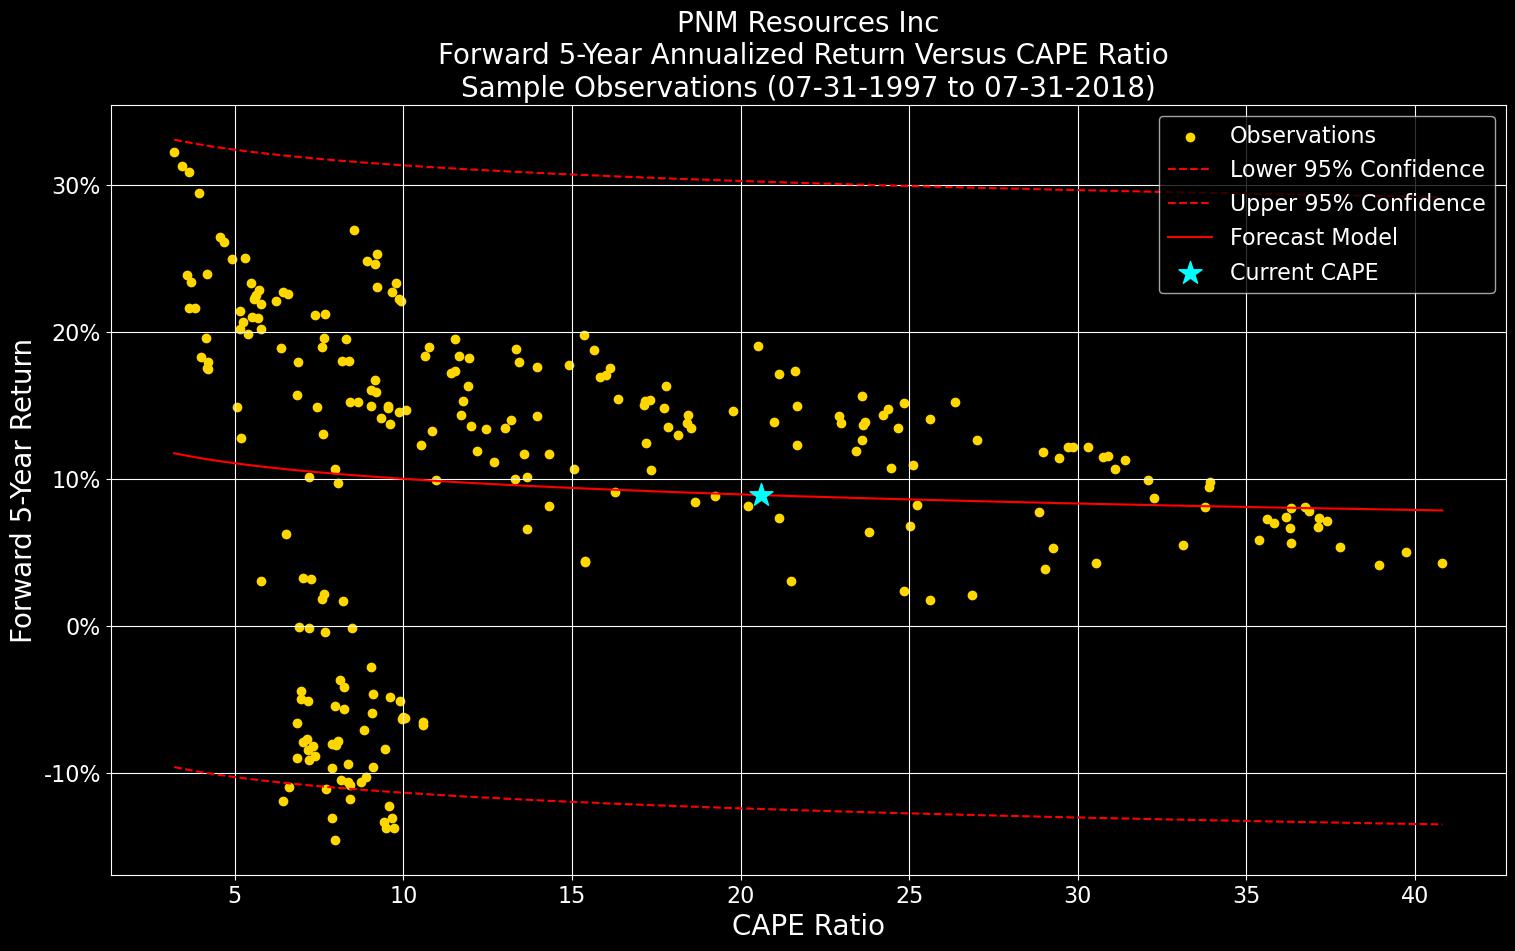 PNM Resources Inc
Forward 5-Year Annualized Return Versus CAPE Ratio
Sample Observations (07-31-1997 to 07-31-2018)
Observations
Lower 95% Confidence
Upper 95% Confidence
Forecast Model
Current CAPE
Forward 5-Year Return
30%
20%
10%
0%
-10%
5
10
15
20
25
30
35
40
CAPE Ratio